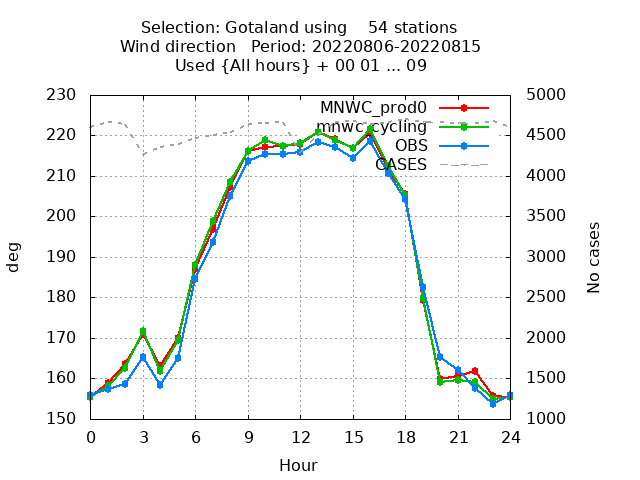 Selection: Gotaland using    54 stations
Wind direction   Period: 20220806-20220815
Used {All hours} + 00 01 ... 09
230 5000
MNWC_prod0
mnwc_cycling
220 4500
OBS
CASES
210 4000
200 3500
190 3000
deg
No cases
180 2500
170 2000
160 1500
150 1000
0 3 6 9 12 15 18 21 24
Hour